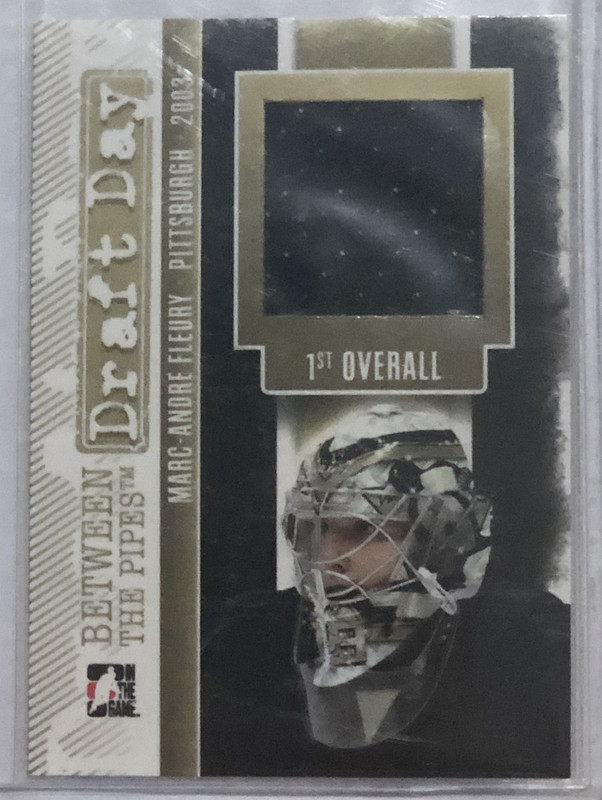 BETWEEN
THE PIPES™
Draft Day
MARC-ANDRE FLEURY PITTSBURGH 2003
1ST OVERALL
IN
THE
GAME